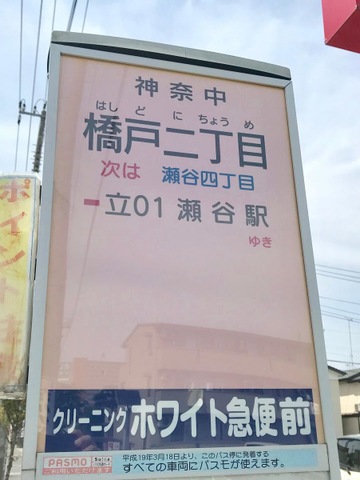 神奈中
はしどにちょうめ
橋戸二丁目
次は 瀬谷四丁目
立01 瀬谷駅
ゆき
クリーニングホワイト急便前
PASMO
平成19年3月18日より、このバス停に発着する
すべての車両にパスモが使えます。
ポイント